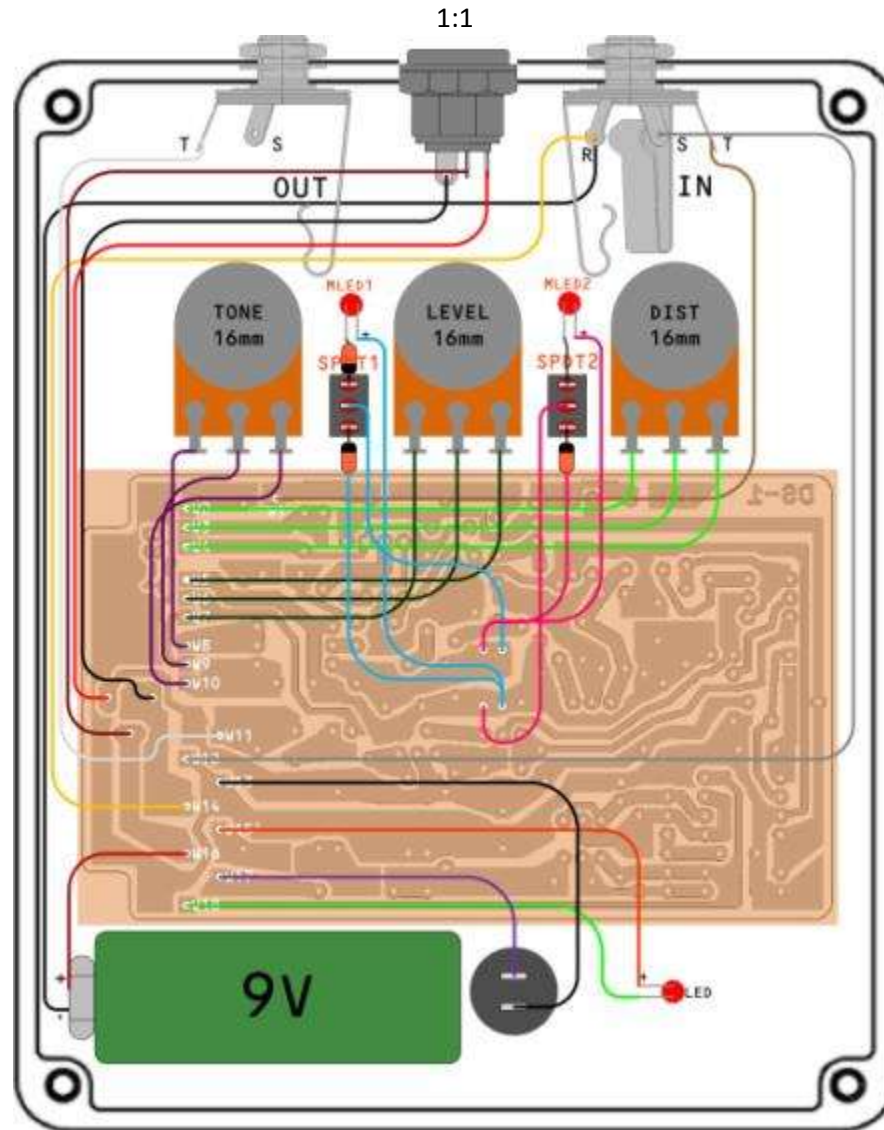 1:1
T
S
R
S
T
OUT
IN
MLED1
MLED2
TONE
16mm
LEVEL
16mm
DIST
16mm
+
+
SPDT1
SPDT2
DS-1
W8
W9
W10
W11
W14
W16
+
-
9V
+
LED